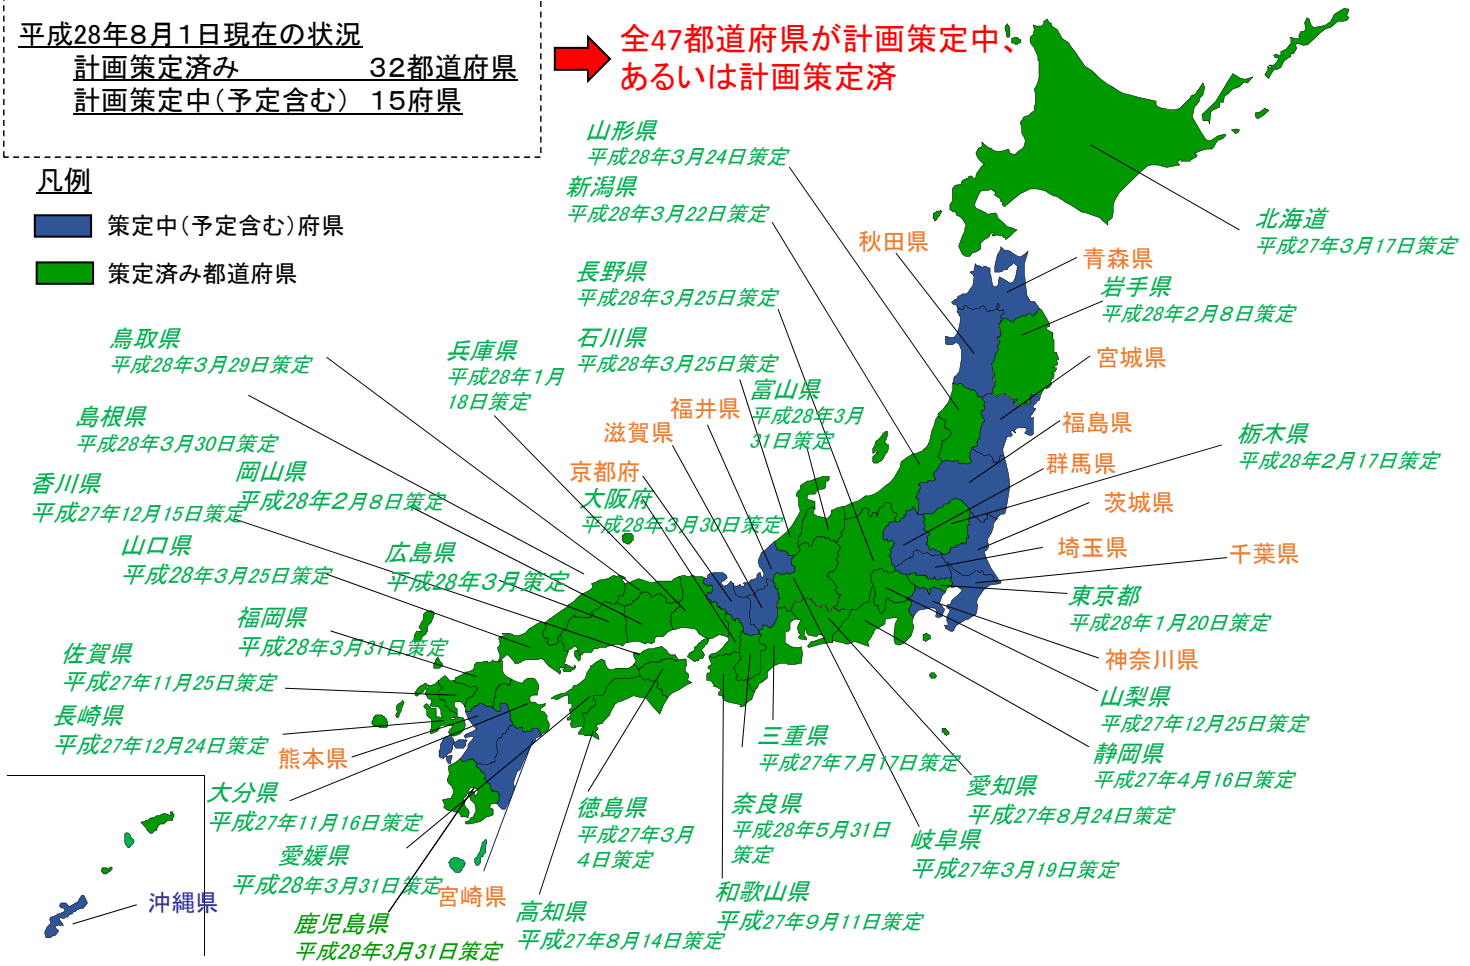 平成28年８月１日現在の状況
計画策定済み　　　　　３２都道府県
計画策定中（予定含む）　１５府県
全47都道府県が計画策定中、
あるいは計画策定済
凡例
策定中（予定含む）府県
策定済み都道府県
山形県
平成28年３月24日策定
新潟県
平成28年３月22日策定
長野県
平成28年３月25日策定
石川県
平成28年３月25日策定
富山県
平成28年３月
31日策定
秋田県
北海道
平成27年３月17日策定
青森県
岩手県
平成28年２月８日策定
宮城県
福島県
群馬県
栃木県
平成28年２月17日策定
茨城県
埼玉県
千葉県
東京都
平成28年１月20日策定
神奈川県
山梨県
平成27年12月25日策定
静岡県
平成27年４月16日策定
愛知県
平成27年８月24日策定
岐阜県
平成27年３月19日策定
三重県
平成27年７月17日策定
奈良県
平成28年５月31日
策定
和歌山県
平成27年９月11日策定
鳥取県
平成28年３月29日策定
島根県
平成28年３月30日策定
兵庫県
平成28年１月
18日策定
福井県
滋賀県
京都府
大阪府
平成28年３月30日策定
岡山県
平成28年２月８日策定
香川県
平成27年12月15日策定
山口県
平成28年３月25日策定
広島県
平成28年３月策定
福岡県
平成28年３月31日策定
佐賀県
平成27年11月25日策定
長崎県
平成27年12月24日策定
熊本県
大分県
平成27年11月16日策定
愛媛県
平成28年３月31日策定
宮崎県
鹿児島県
平成28年３月31日策定
徳島県
平成27年３月
４日策定
高知県
平成27年８月14日策定
沖縄県